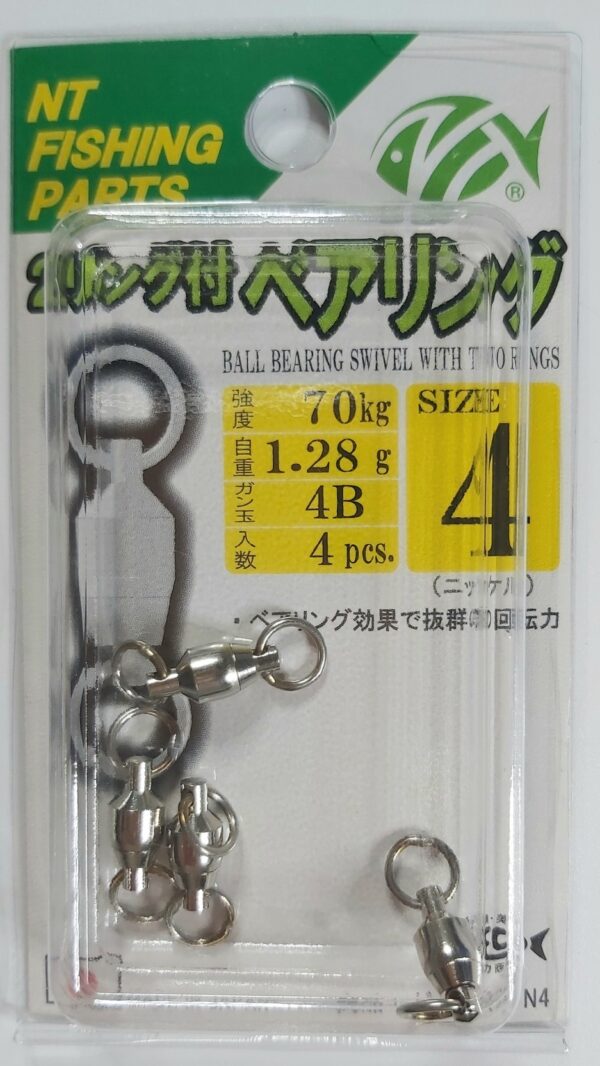 NT
FISHING
PARTS
®
2リング付ベアリング
BALL BEARING SWIVEL WITH TWO RINGS
強度 70kg
自重 1.28 g
ガン玉 4B
入数 4 pcs.
SIZE
4
(ニッケル)
・ベアリング効果で抜群の回転力
N4